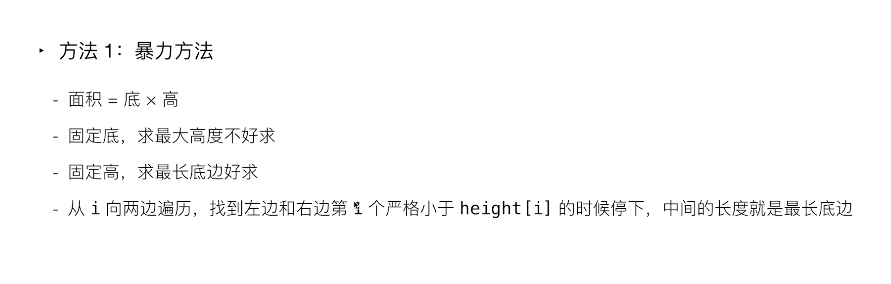 ‣ 方法 1：暴力方法
- 面积 = 底 × 高
- 固定底，求最大高度不好求
- 固定高，求最长底边好求
- 从 i 向两边遍历，找到左边和右边第 1 个严格小于 height[i] 的时候停下，中间的长度就是最长底边